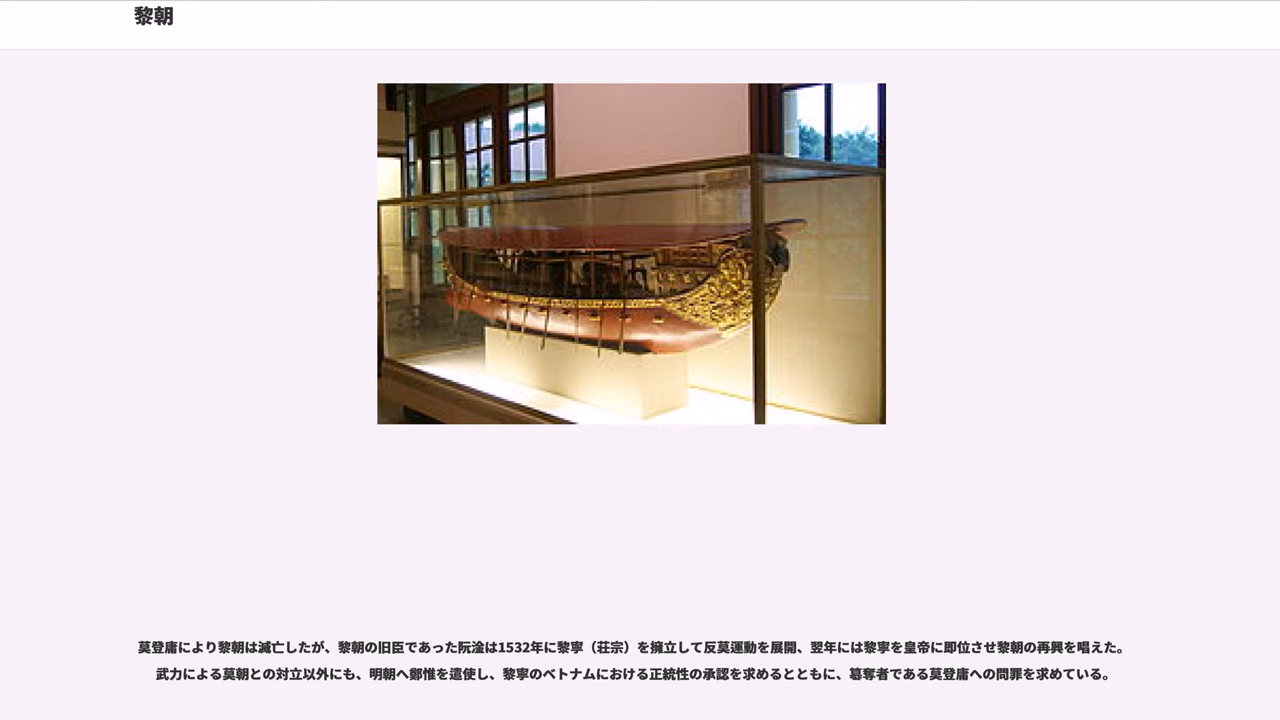 黎朝
莫登庸により黎朝は滅亡したが、黎朝の旧臣であった阮淦は1532年に黎寧（荘宗）を擁立して反莫運動を展開、翌年には黎寧を皇帝に即位させ黎朝の再興を唱えた。
武力による莫朝との対立以外にも、明朝へ鄭惟を遣使し、黎寧のベトナムにおける正統性の承認を求めるとともに、簒奪者である莫登庸への問罪を求めている。